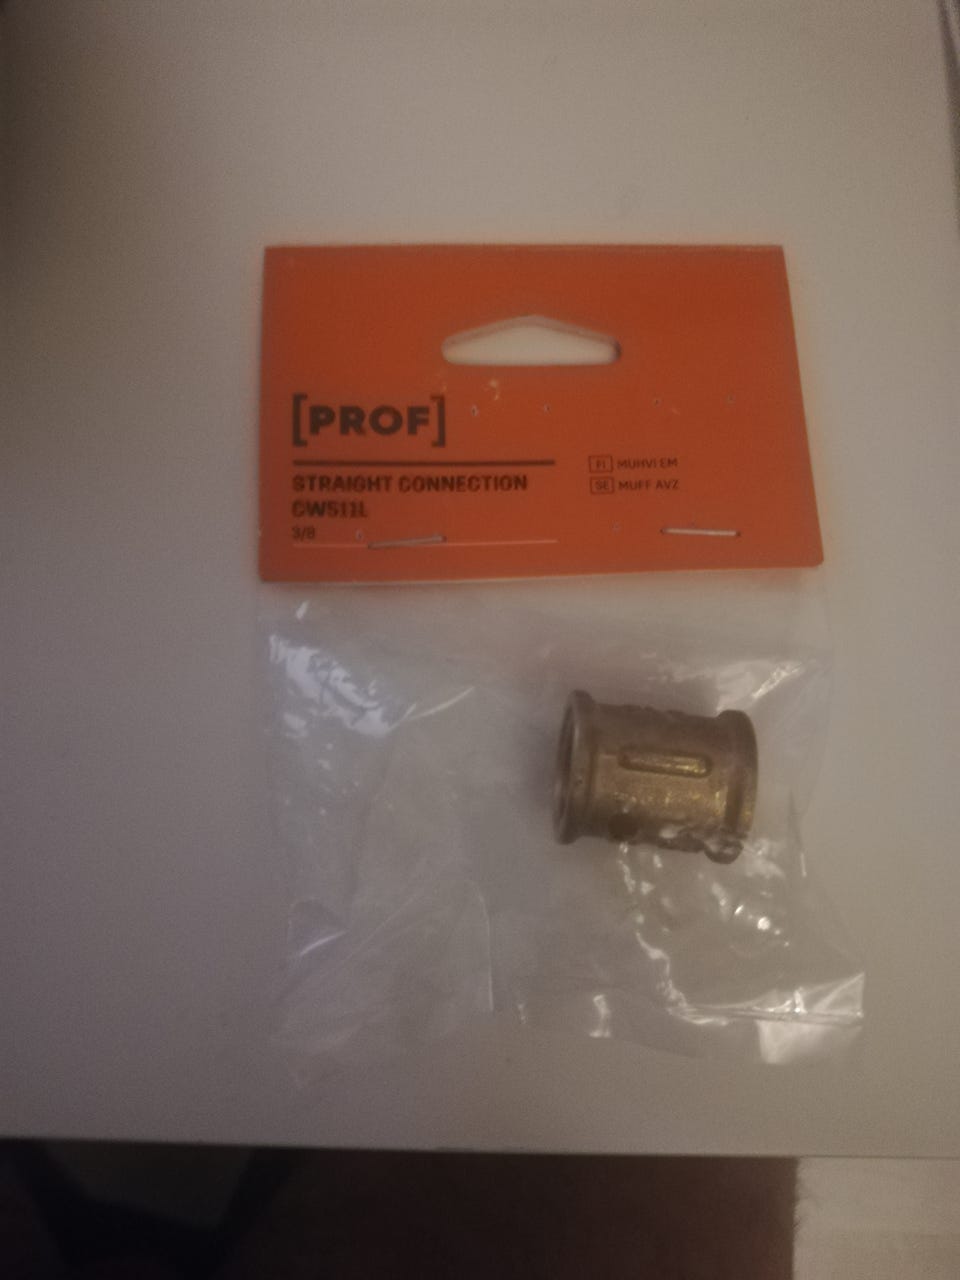 [PROF]
STRAIGHT CONNECTION
CW511L
3/8
FI MUHVI EM
SE MUFF AVZ